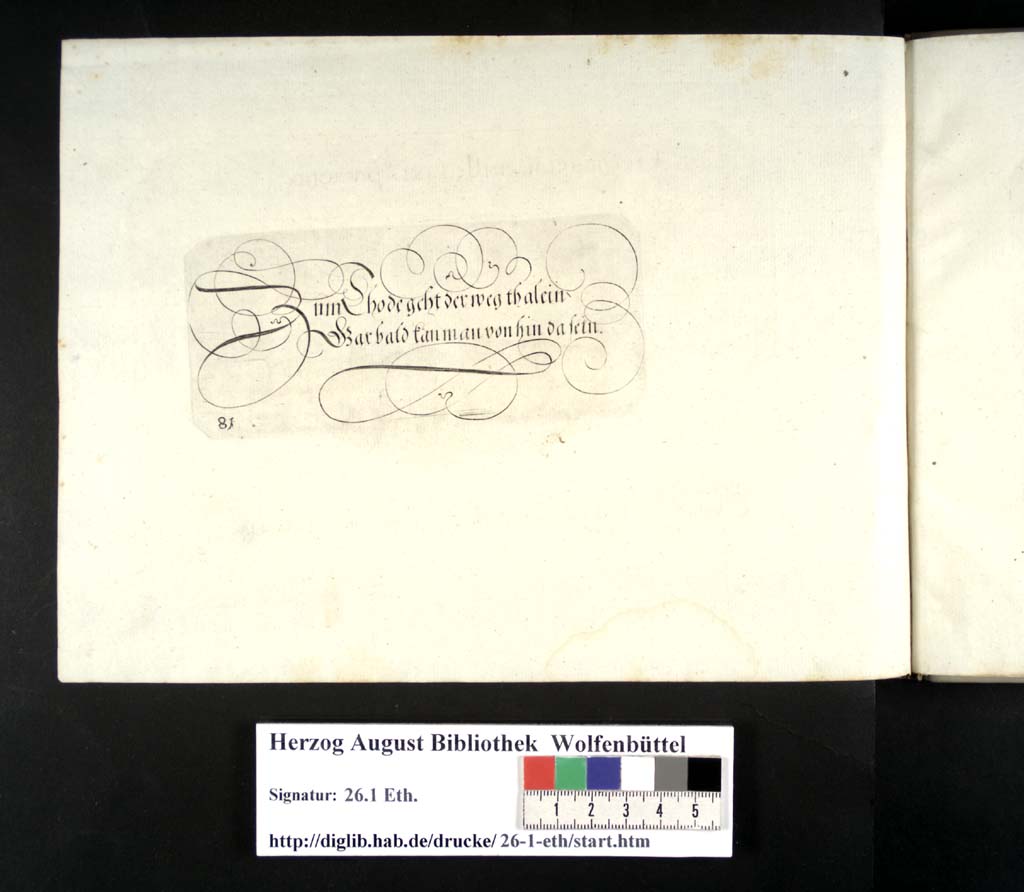 Zum Thode geht der weg thalein
Gar bald kan man von hin da sein.
81
Herzog August Bibliothek Wolfenbüttel
Signatur: 26.1 Eth.
1 2 3 4 5
http://diglib.hab.de/drucke/ 26-1-eth/start.htm